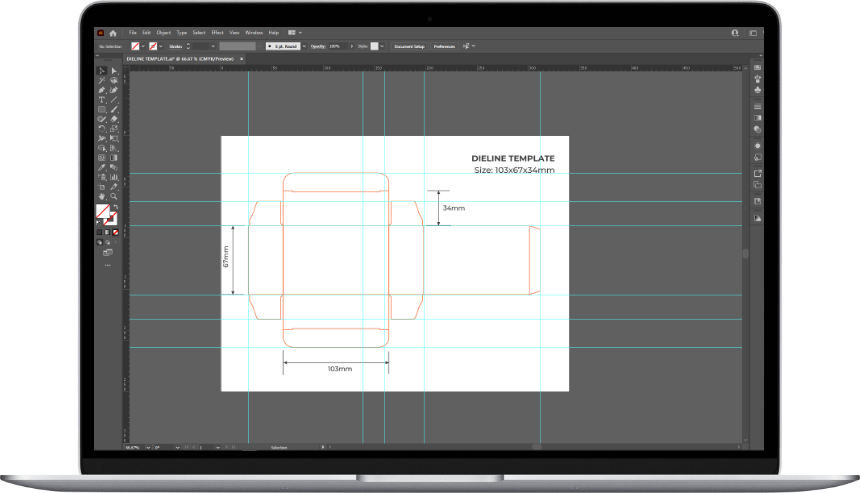 File Edit Object Type Select Effect View Window Help
No Selection Stroke: 5 pt. Round Opacity: 100% Style: Document Setup Preferences
DIELINE TEMPLATE.ai* @ 66.67 % (CMYK/Preview)
DIELINE TEMPLATE
Size: 103x67x34mm
34mm
67mm
103mm
66.67% 0° 1 Selection